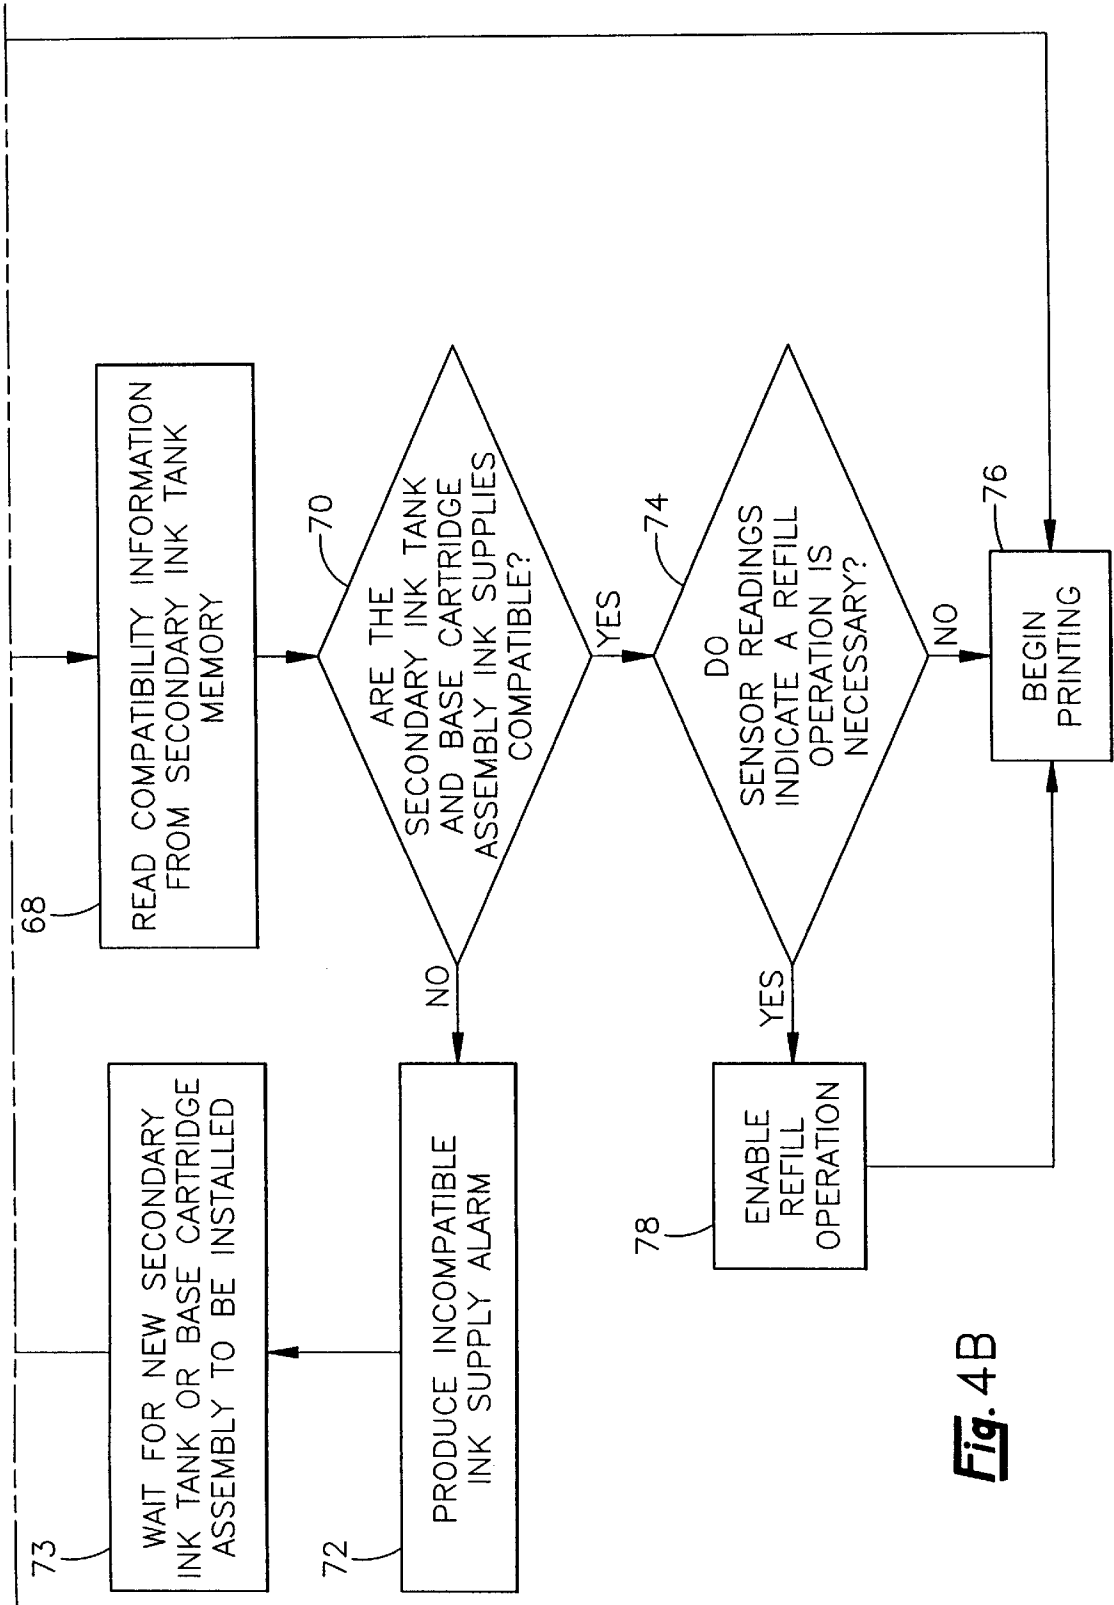 68
READ COMPATIBILITY INFORMATION
FROM SECONDARY INK TANK
MEMORY
70
ARE THE
SECONDARY INK TANK
AND BASE CARTRIDGE
ASSEMBLY INK SUPPLIES
COMPATIBLE?
NO
YES
73
WAIT FOR NEW SECONDARY
INK TANK OR BASE CARTRIDGE
ASSEMBLY TO BE INSTALLED
72
PRODUCE INCOMPATIBLE
INK SUPPLY ALARM
74
DO
SENSOR READINGS
INDICATE A REFILL
OPERATION IS
NECESSARY?
YES
NO
78
ENABLE
REFILL
OPERATION
76
BEGIN
PRINTING
Fig. 4B